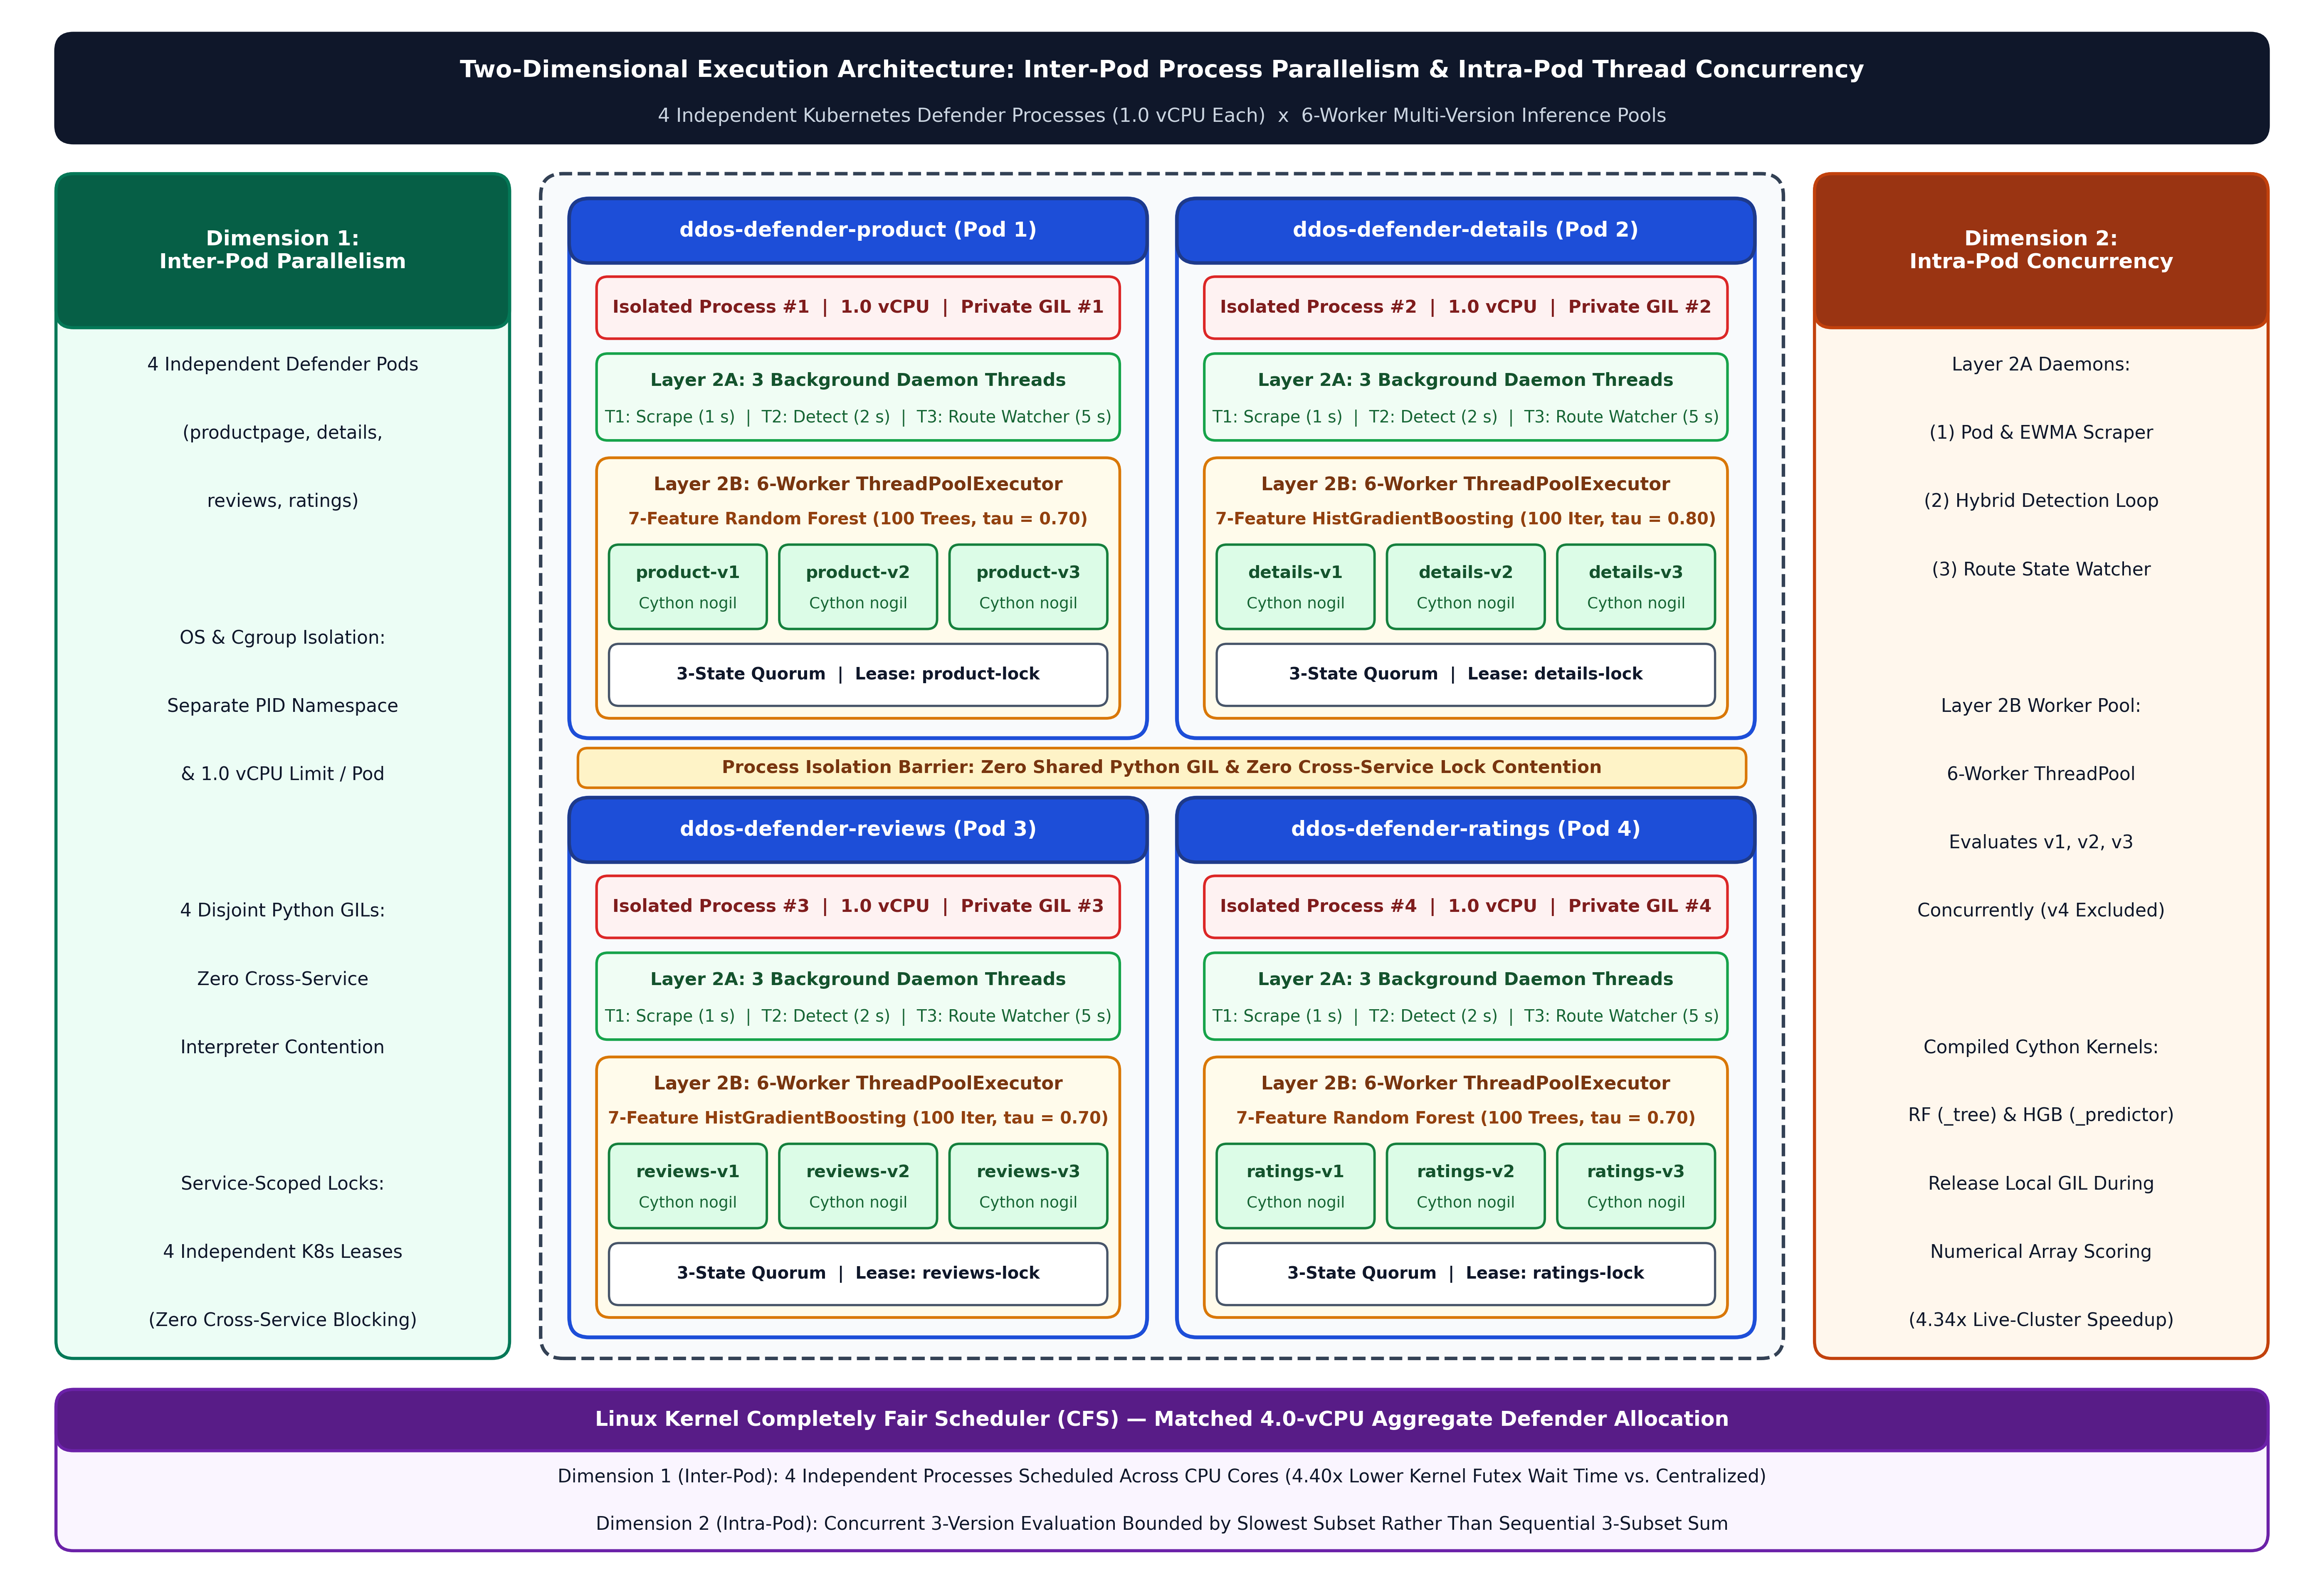 Two-Dimensional Execution Architecture: Inter-Pod Process Parallelism & Intra-Pod Thread Concurrency
4 Independent Kubernetes Defender Processes (1.0 vCPU Each) x 6-Worker Multi-Version Inference Pools
Dimension 1:
Inter-Pod Parallelism
4 Independent Defender Pods
(productpage, details,
reviews, ratings)
OS & Cgroup Isolation:
Separate PID Namespace
& 1.0 vCPU Limit / Pod
4 Disjoint Python GILs:
Zero Cross-Service
Interpreter Contention
Service-Scoped Locks:
4 Independent K8s Leases
(Zero Cross-Service Blocking)
ddos-defender-product (Pod 1)
Isolated Process #1 | 1.0 vCPU | Private GIL #1
Layer 2A: 3 Background Daemon Threads
T1: Scrape (1 s) | T2: Detect (2 s) | T3: Route Watcher (5 s)
Layer 2B: 6-Worker ThreadPoolExecutor
7-Feature Random Forest (100 Trees, tau = 0.70)
product-v1
Cython nogil
product-v2
Cython nogil
product-v3
Cython nogil
3-State Quorum | Lease: product-lock
ddos-defender-details (Pod 2)
Isolated Process #2 | 1.0 vCPU | Private GIL #2
Layer 2A: 3 Background Daemon Threads
T1: Scrape (1 s) | T2: Detect (2 s) | T3: Route Watcher (5 s)
Layer 2B: 6-Worker ThreadPoolExecutor
7-Feature HistGradientBoosting (100 Iter, tau = 0.80)
details-v1
Cython nogil
details-v2
Cython nogil
details-v3
Cython nogil
3-State Quorum | Lease: details-lock
Process Isolation Barrier: Zero Shared Python GIL & Zero Cross-Service Lock Contention
ddos-defender-reviews (Pod 3)
Isolated Process #3 | 1.0 vCPU | Private GIL #3
Layer 2A: 3 Background Daemon Threads
T1: Scrape (1 s) | T2: Detect (2 s) | T3: Route Watcher (5 s)
Layer 2B: 6-Worker ThreadPoolExecutor
7-Feature HistGradientBoosting (100 Iter, tau = 0.70)
reviews-v1
Cython nogil
reviews-v2
Cython nogil
reviews-v3
Cython nogil
3-State Quorum | Lease: reviews-lock
ddos-defender-ratings (Pod 4)
Isolated Process #4 | 1.0 vCPU | Private GIL #4
Layer 2A: 3 Background Daemon Threads
T1: Scrape (1 s) | T2: Detect (2 s) | T3: Route Watcher (5 s)
Layer 2B: 6-Worker ThreadPoolExecutor
7-Feature Random Forest (100 Trees, tau = 0.70)
ratings-v1
Cython nogil
ratings-v2
Cython nogil
ratings-v3
Cython nogil
3-State Quorum | Lease: ratings-lock
Dimension 2:
Intra-Pod Concurrency
Layer 2A Daemons:
(1) Pod & EWMA Scraper
(2) Hybrid Detection Loop
(3) Route State Watcher
Layer 2B Worker Pool:
6-Worker ThreadPool
Evaluates v1, v2, v3
Concurrently (v4 Excluded)
Compiled Cython Kernels:
RF (_tree) & HGB (_predictor)
Release Local GIL During
Numerical Array Scoring
(4.34x Live-Cluster Speedup)
Linux Kernel Completely Fair Scheduler (CFS) — Matched 4.0-vCPU Aggregate Defender Allocation
Dimension 1 (Inter-Pod): 4 Independent Processes Scheduled Across CPU Cores (4.40x Lower Kernel Futex Wait Time vs. Centralized)
Dimension 2 (Intra-Pod): Concurrent 3-Version Evaluation Bounded by Slowest Subset Rather Than Sequential 3-Subset Sum